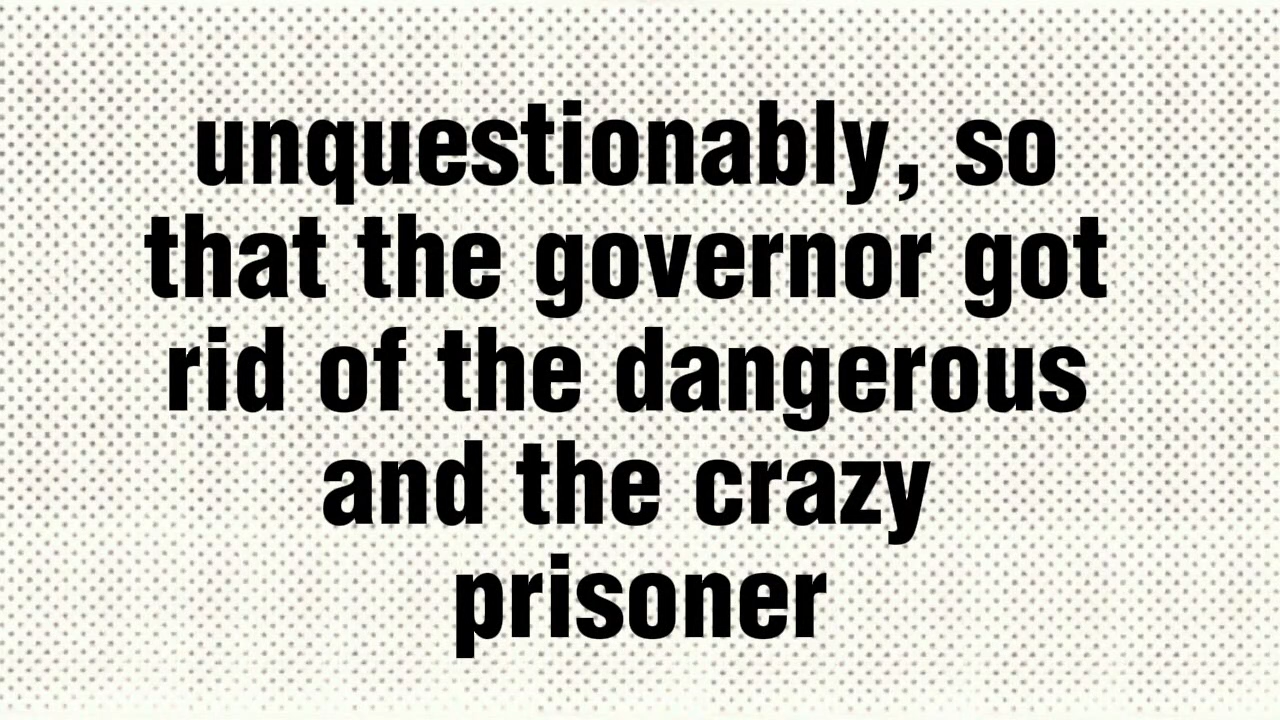 unquestionably, so
that the governor got
rid of the dangerous
and the crazy
prisoner